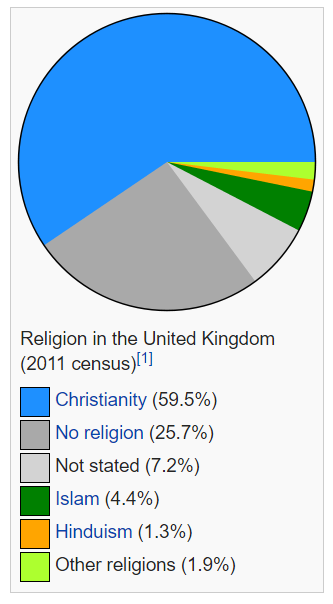 Religion in the United Kingdom
(2011 census)[1]
Christianity (59.5%)
No religion (25.7%)
Not stated (7.2%)
Islam (4.4%)
Hinduism (1.3%)
Other religions (1.9%)